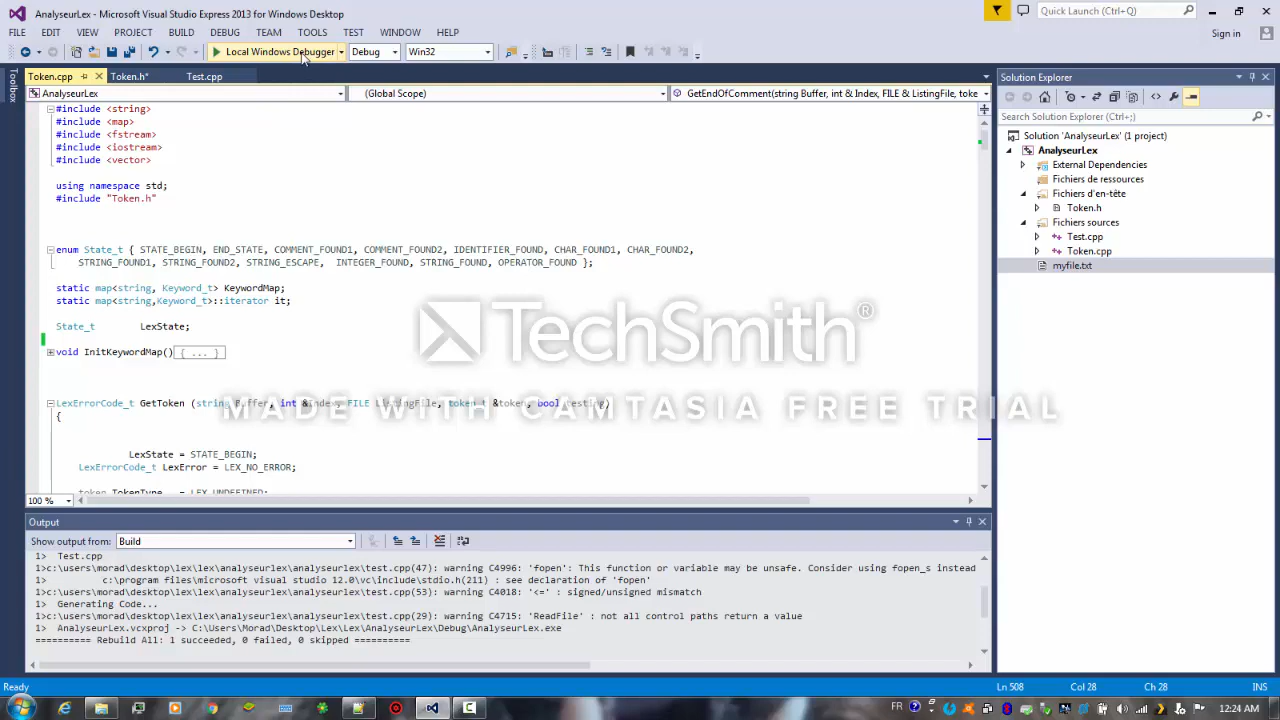 AnalyseurLex - Microsoft Visual Studio Express 2013 for Windows Desktop
Quick Launch (Ctrl+Q)
FILE EDIT VIEW PROJECT BUILD DEBUG TEAM TOOLS TEST WINDOW HELP
Sign in
Local Windows Debugger Debug Win32
Toolbox
Token.cpp Token.h* Test.cpp
AnalyseurLex (Global Scope) GetEndOfComment(string Buffer, int & Index, FILE & ListingFile, toke
#include <string>
#include <map>
#include <fstream>
#include <iostream>
#include <vector>
using namespace std;
#include "Token.h"
enum State_t { STATE_BEGIN, END_STATE, COMMENT_FOUND1, COMMENT_FOUND2, IDENTIFIER_FOUND, CHAR_FOUND1, CHAR_FOUND2,
STRING_FOUND1, STRING_FOUND2, STRING_ESCAPE, INTEGER_FOUND, STRING_FOUND, OPERATOR_FOUND };
static map<string, Keyword_t> KeywordMap;
static map<string,Keyword_t>::iterator it;
State_t LexState;
void InitKeywordMap(){ ... }
LexErrorCode_t GetToken (string Buffer, int &Index, FILE ListingFile, token_t &token, bool testing)
{
LexState = STATE_BEGIN;
LexErrorCode_t LexError = LEX_NO_ERROR;
token.TokenType = LEX_UNDEFINED;
100 %
TechSmith®
MADE WITH CAMTASIA FREE TRIAL
Solution Explorer
Search Solution Explorer (Ctrl+;)
Solution 'AnalyseurLex' (1 project)
AnalyseurLex
External Dependencies
Fichiers de ressources
Fichiers d'en-tête
Token.h
Fichiers sources
Test.cpp
Token.cpp
myfile.txt
Output
Show output from: Build
1> Test.cpp
1>c:\users\morad\desktop\lex\lex\analyseurlex\analyseurlex\test.cpp(47): warning C4996: 'fopen': This function or variable may be unsafe. Consider using fopen_s instead
1> c:\program files\microsoft visual studio 12.0\vc\include\stdio.h(211) : see declaration of 'fopen'
1>c:\users\morad\desktop\lex\lex\analyseurlex\analyseurlex\test.cpp(53): warning C4018: '<=' : signed/unsigned mismatch
1> Generating Code...
1>c:\users\morad\desktop\lex\lex\analyseurlex\analyseurlex\test.cpp(29): warning C4715: 'ReadFile' : not all control paths return a value
1> AnalyseurLex.vcxproj -> C:\Users\Morad\Desktop\Lex\Lex\AnalyseurLex\Debug\AnalyseurLex.exe
========== Rebuild All: 1 succeeded, 0 failed, 0 skipped ==========
Ready Ln 508 Col 28 Ch 28 INS
FR 12:24 AM